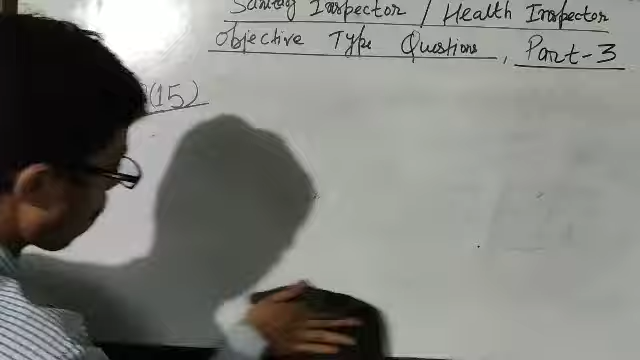 Sanitary Inspector / Health Inspector
Objective Type Questions, Part-3
(15)